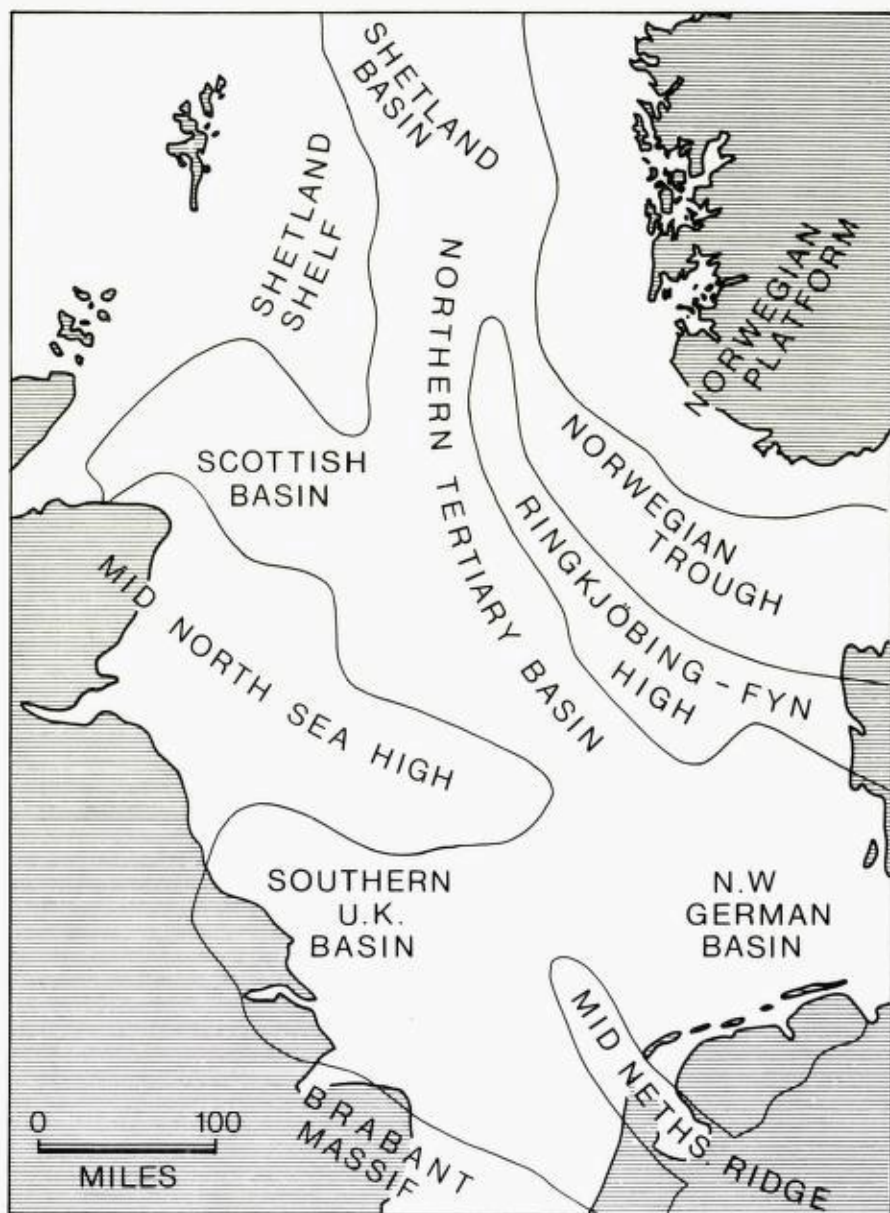 SHETLAND
BASIN
SHETLAND
SHELF
NORWEGIAN
PLATFORM
NORTHERN TERTIARY BASIN
SCOTTISH
BASIN
NORWEGIAN
TROUGH
RINGKJÖBING-FYN
HIGH
MID NORTH SEA HIGH
SOUTHERN
U.K.
BASIN
N.W
GERMAN
BASIN
MID NETHS. RIDGE
BRABANT
MASSIF
0 100
MILES